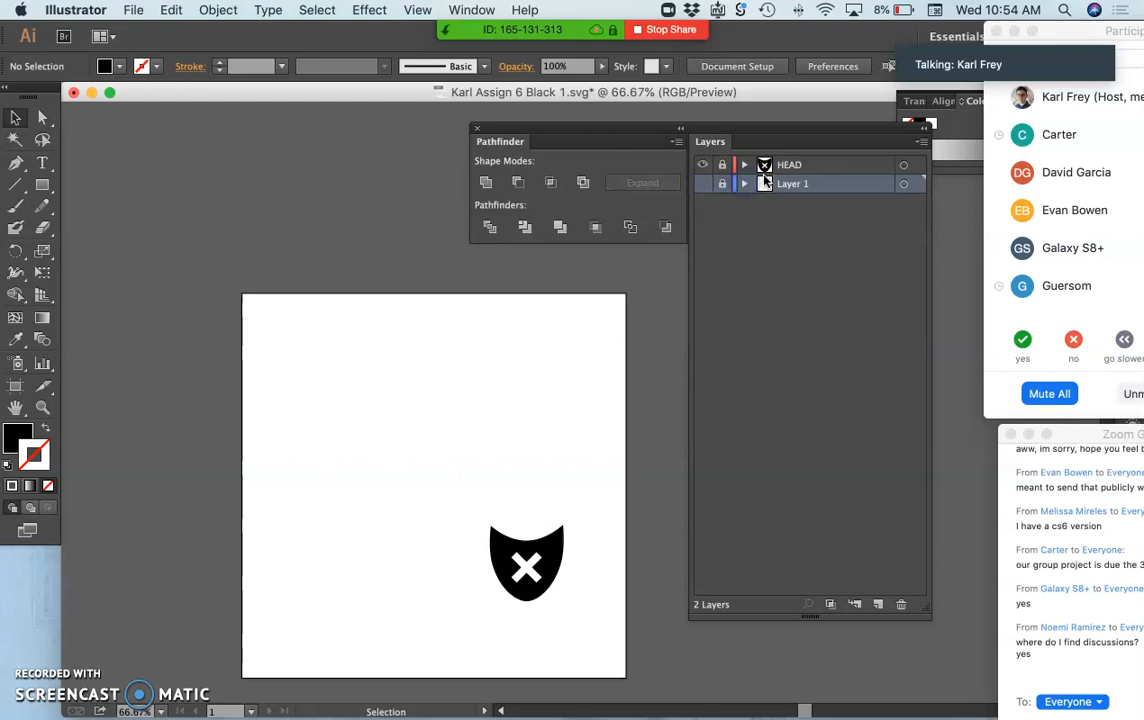 Illustrator File Edit Object Type Select Effect View Window Help 8% Wed 10:54 AM
ID: 165-131-313 Stop Share
Ai Br Essentials
Particip
No Selection Stroke: Basic Opacity: 100% Style: Document Setup Preferences
Talking: Karl Frey
Karl Assign 6 Black 1.svg* @ 66.67% (RGB/Preview)
Tran Align Colo
Karl Frey (Host, me
Pathfinder
Layers
Shape Modes:
Expand
Pathfinders:
HEAD
Layer 1
C Carter
DG David Garcia
EB Evan Bowen
GS Galaxy S8+
G Guersom
yes no go slower
Mute All Unm
Zoom G
aww, im sorry, hope you feel b
From Evan Bowen to Everyone
meant to send that publicly w
From Melissa Mireles to Every
I have a cs6 version
From Carter to Everyone:
our group project is due the 3
From Galaxy S8+ to Everyone
yes
From Noemi Ramirez to Every
where do I find discussions?
yes
2 Layers
To: Everyone
RECORDED WITH
SCREENCAST MATIC
66.67% 1 Selection